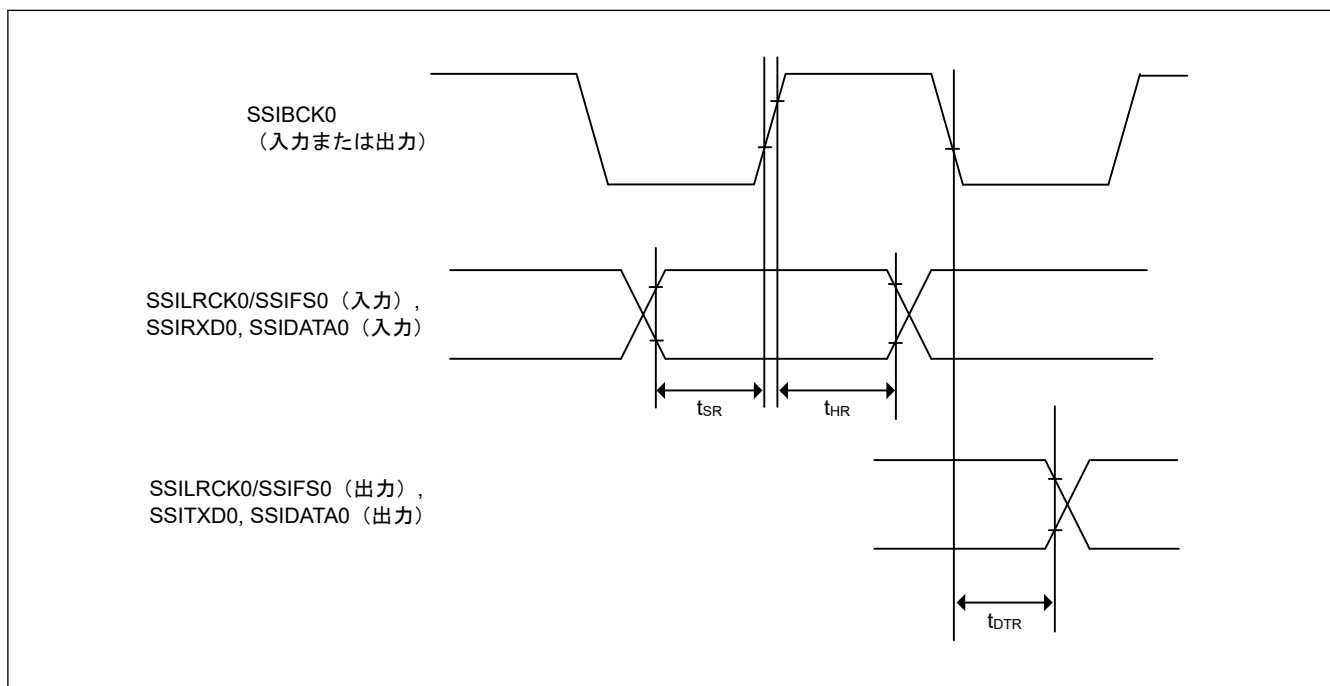 SSIBCK0
（入力または出力）
SSILRCK0/SSIFS0（入力）,
SSIRXD0, SSIDATA0（入力）
tSR
tHR
SSILRCK0/SSIFS0（出力）,
SSITXD0, SSIDATA0（出力）
tDTR